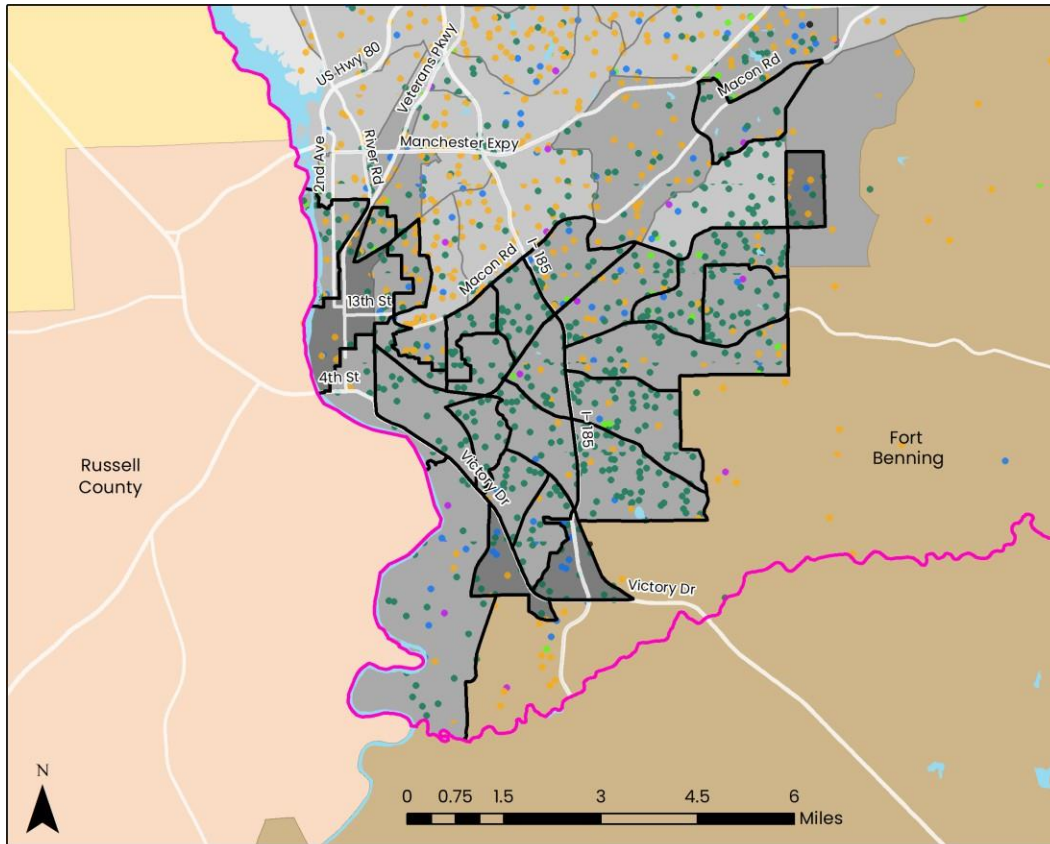 US Hwy 80
Veterans Pkwy
Macon Rd
2nd Ave
River Rd
Manchester Expy
I-185
Macon Rd
13th St
4th St
I-185
Fort
Benning
Russell
County
Victory Dr
Victory Dr
N
0 0.75 1.5 3 4.5 6
Miles